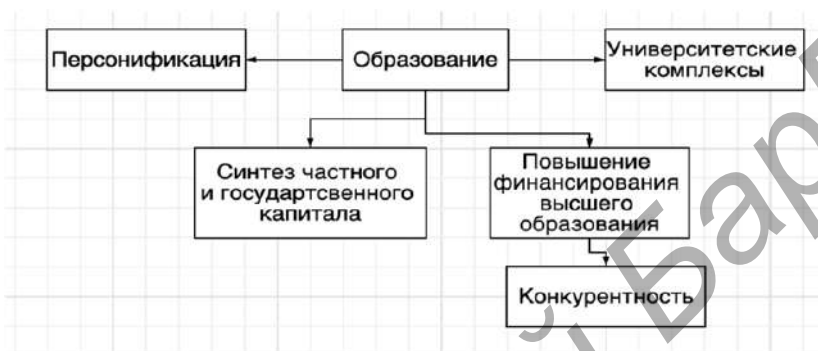 Персонификация
Образование
Университетские
комплексы
Синтез частного
и государтсвенного
капитала
Повышение
финансирования
высшего
образования
Конкурентность